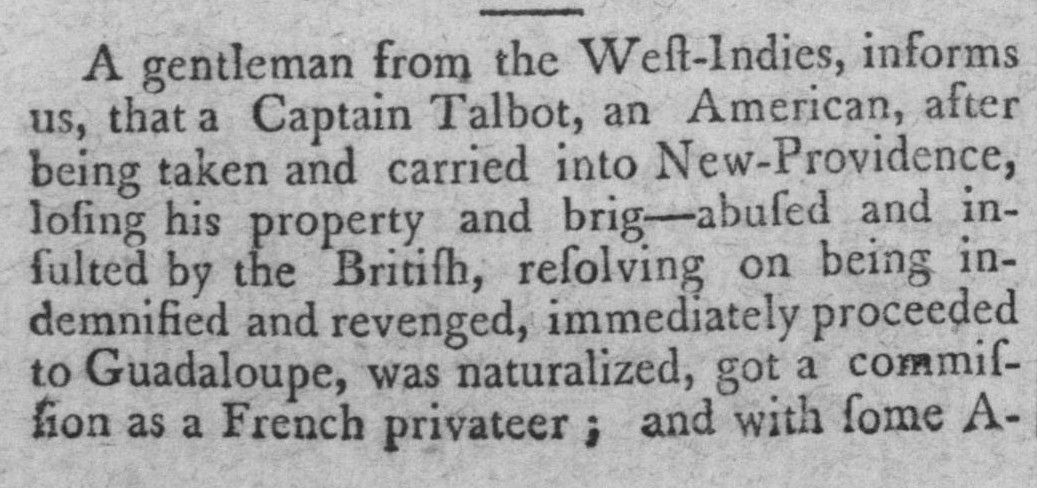 A gentleman from the Weſt-Indies, informs
us, that a Captain Talbot, an American, after
being taken and carried into New-Providence,
loſing his property and brig—abuſed and in-
ſulted by the Britiſh, reſolving on being in-
demnified and revenged, immediately proceeded
to Guadaloupe, was naturalized, got a commiſ-
ſion as a French privateer; and with ſome A-